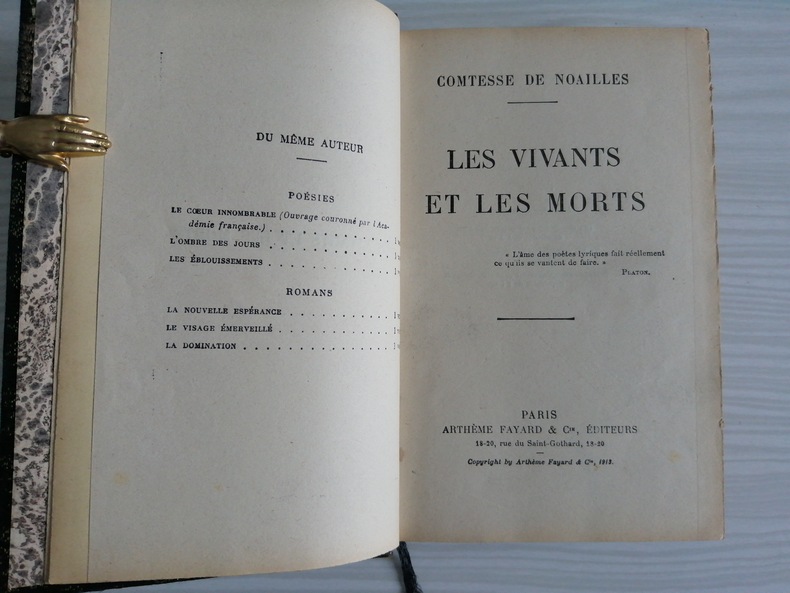 DU MÊME AUTEUR
POÉSIES
LE CŒUR INNOMBRABLE (Ouvrage couronné par l'Aca-
démie française.) . . . . . . . . . . .
L'OMBRE DES JOURS . . . . . . . . . . .
LES ÉBLOUISSEMENTS . . . . . . . . . . .
ROMANS
LA NOUVELLE ESPÉRANCE . . . . . . . . . .
LE VISAGE ÉMERVEILLÉ . . . . . . . . . .
LA DOMINATION . . . . . . . . . . . . .
COMTESSE DE NOAILLES
LES VIVANTS
ET LES MORTS
« L'âme des poètes lyriques fait réellement
ce qu'ils se vantent de faire. »
PLATON.
PARIS
ARTHÈME FAYARD & Cie, ÉDITEURS
18-20, rue du Saint-Gothard, 18-20
Copyright by Arthème Fayard & Cie, 1913.